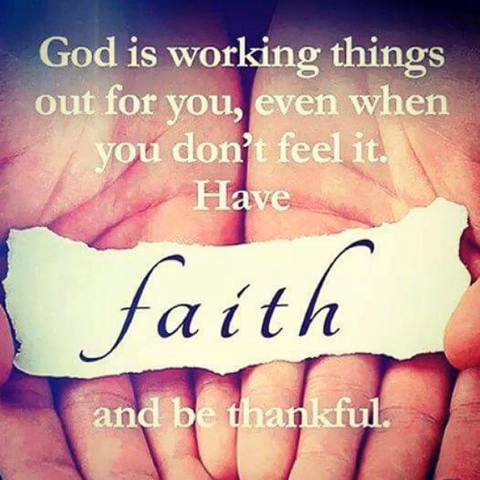 God is working things
out for you, even when
you don't feel it.
Have
faith
and be thankful.